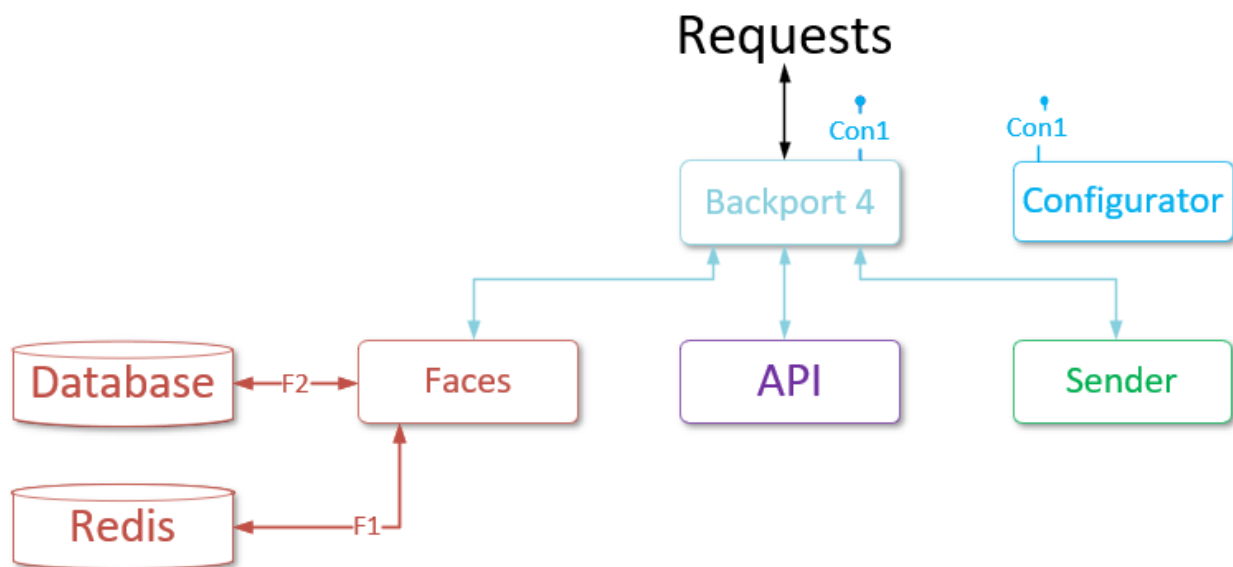 Requests
Con1
Con1
Backport 4
Configurator
Database
F2
Faces
API
Sender
Redis
F1